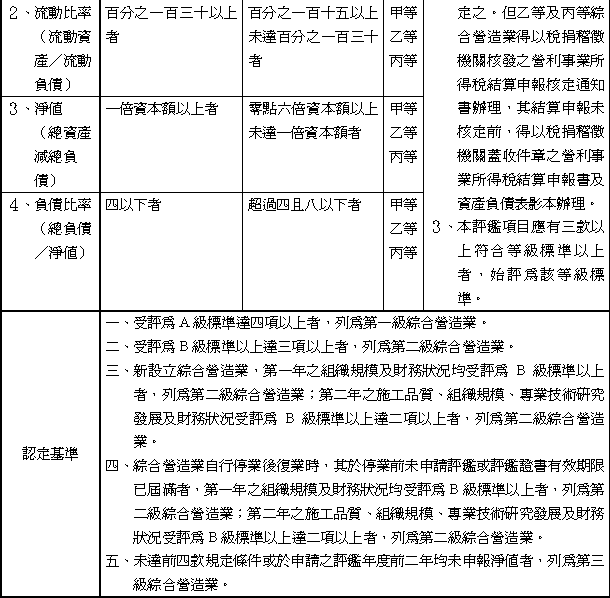 2、流動比率
（流動資
產／流動
負債）
百分之一百三十以上
者
百分之一百十五以上
未達百分之一百三十
者
甲等
乙等
丙等
定之。但乙等及丙等綜
合營造業得以稅捐稽徵
機關核發之營利事業所
得稅結算申報核定通知
書辦理，其結算申報未
核定前，得以稅捐稽徵
機關蓋收件章之營利事
業所得稅結算申報書及
資產負債表影本辦理。
3、本評鑑項目應有三款以
上符合等級標準以上
者，始評為該等級標
準。
3、淨值
（總資產
減總負
債）
一倍資本額以上者
零點六倍資本額以上
未達一倍資本額者
甲等
乙等
丙等
4、負債比率
（總負債
／淨值）
四以下者
超過四且八以下者
甲等
乙等
丙等
認定基準
一、受評為A級標準達四項以上者，列為第一級綜合營造業。
二、受評為B級標準以上達三項以上者，列為第二級綜合營造業。
三、新設立綜合營造業，第一年之組織規模及財務狀況均受評為 B 級標準以上
者，列為第二級綜合營造業；第二年之施工品質、組織規模、專業技術研究
發展及財務狀況受評為 B 級標準以上達二項以上者，列為第二級綜合營造
業。
四、綜合營造業自行停業後復業時，其於停業前未申請評鑑或評鑑證書有效期限
已屆滿者，第一年之組織規模及財務狀況均受評為B級標準以上者，列為第
二級綜合營造業；第二年之施工品質、組織規模、專業技術研究發展及財務
狀況受評為B級標準以上達二項以上者，列為第二級綜合營造業。
五、未達前四款規定條件或於申請之評鑑年度前二年均未申報淨值者，列為第三
級綜合營造業。